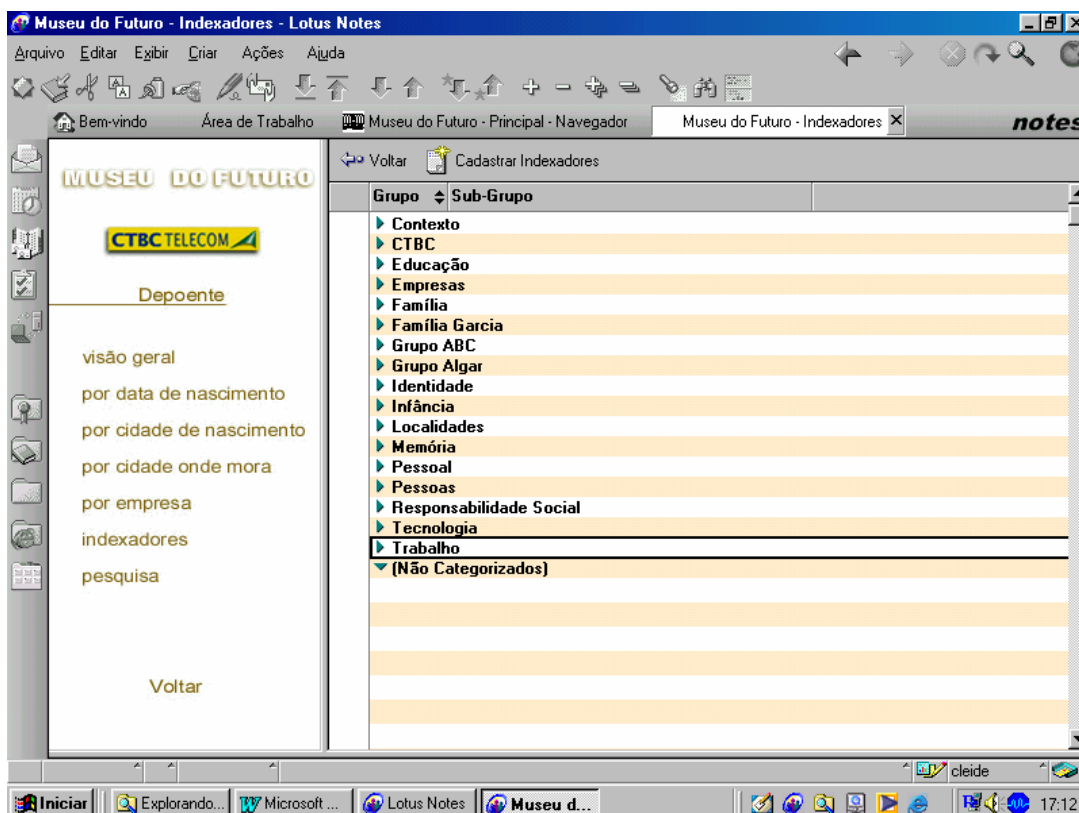 Museu do Futuro - Indexadores - Lotus Notes
Arquivo Editar Exibir Criar Ações Ajuda
Bem-vindo Área de Trabalho Museu do Futuro - Principal - Navegador Museu do Futuro - Indexadores notes
MUSEU DO FUTURO
CTBC TELECOM
Depoente
visão geral
por data de nascimento
por cidade de nascimento
por cidade onde mora
por empresa
indexadores
pesquisa
Voltar
Voltar Cadastrar Indexadores
Grupo Sub-Grupo
Contexto
CTBC
Educação
Empresas
Família
Família Garcia
Grupo ABC
Grupo Algar
Identidade
Infância
Localidades
Memória
Pessoal
Pessoas
Responsabilidade Social
Tecnologia
Trabalho
(Não Categorizados)
cleide
Iniciar Explorando... Microsoft ... Lotus Notes Museu d... 17:12